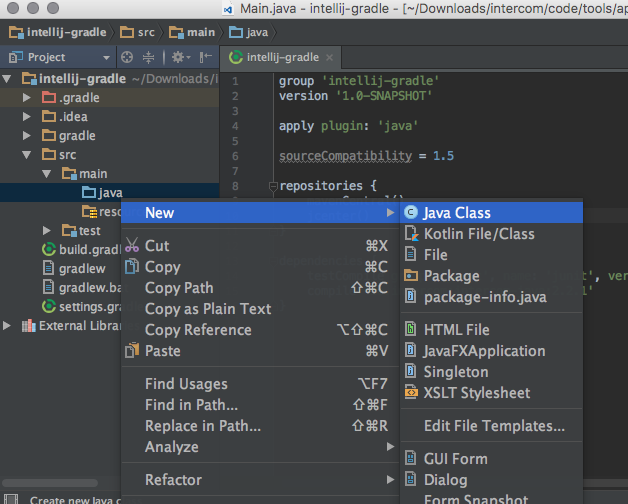 Main.java – intellij-gradle – [~/Downloads/intercom/code/tools/ap
intellij-gradle src main java
Project intellij-gradle
intellij-gradle ~/Downloads/i
.gradle
.idea
gradle
src
main
java
test
build.gradl
gradlew
gradlew.ba
settings.gra
External Librar
1 group 'intellij-gradle'
2 version '1.0-SNAPSHOT'
3
4 apply plugin: 'java'
5
6 sourceCompatibility = 1.5
7
8 repositories {
New
Cut ⌘X
Copy ⌘C
Copy Path ⇧⌘C
Copy as Plain Text
Copy Reference ⌥⇧⌘C
Paste ⌘V
Find Usages ⌥F7
Find in Path... ⇧⌘F
Replace in Path... ⇧⌘R
Analyze
Refactor
Java Class
Kotlin File/Class
File
Package
package-info.java
HTML File
JavaFXApplication
Singleton
XSLT Stylesheet
Edit File Templates...
GUI Form
Dialog
Form Snapshot
', ver
Create new Java c